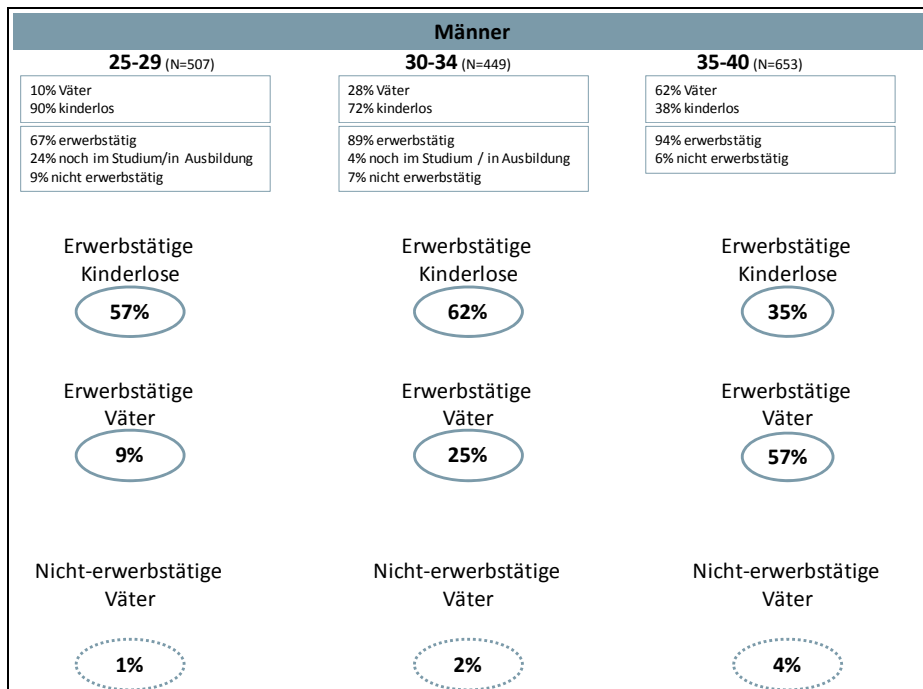 Männer
25-29 (N=507)
10% Väter
90% kinderlos
67% erwerbstätig
24% noch im Studium/in Ausbildung
9% nicht erwerbstätig
30-34 (N=449)
28% Väter
72% kinderlos
89% erwerbstätig
4% noch im Studium / in Ausbildung
7% nicht erwerbstätig
35-40 (N=653)
62% Väter
38% kinderlos
94% erwerbstätig
6% nicht erwerbstätig
Erwerbstätige
Kinderlose
57%
Erwerbstätige
Kinderlose
62%
Erwerbstätige
Kinderlose
35%
Erwerbstätige
Väter
9%
Erwerbstätige
Väter
25%
Erwerbstätige
Väter
57%
Nicht-erwerbstätige
Väter
1%
Nicht-erwerbstätige
Väter
2%
Nicht-erwerbstätige
Väter
4%